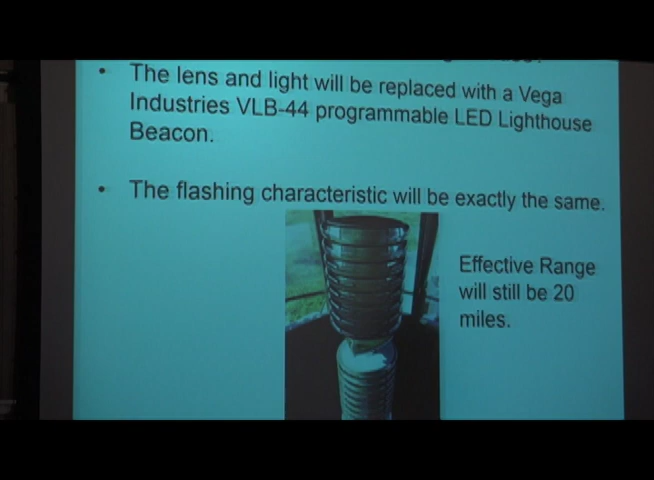 • The lens and light will be replaced with a Vega
Industries VLB-44 programmable LED Lighthouse
Beacon.
• The flashing characteristic will be exactly the same.
Effective Range
will still be 20
miles.